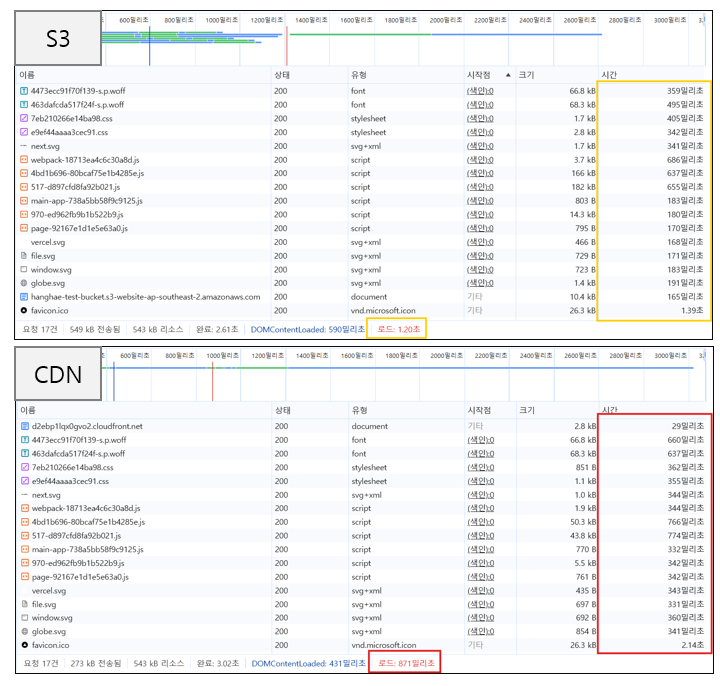 S3
600밀리초 800밀리초 1000밀리초 1200밀리초 1400밀리초 1600밀리초 1800밀리초 2000밀리초 2200밀리초 2400밀리초 2600밀리초 2800밀리초 3000밀리초
이름 상태 유형 시작점 크기 시간
4473ecc91f70f139-s.p.woff 200 font (색인):0 66.8 kB 359밀리초
463dafcda517f24f-s.p.woff 200 font (색인):0 68.3 kB 495밀리초
7eb210266e14ba98.css 200 stylesheet (색인):0 1.7 kB 405밀리초
e9ef44aaaa3cec91.css 200 stylesheet (색인):0 2.8 kB 342밀리초
next.svg 200 svg+xml (색인):0 1.7 kB 341밀리초
webpack-18713ea4c6c30a8d.js 200 script (색인):0 3.7 kB 686밀리초
4bd1b696-80bcaf75e1b4285e.js 200 script (색인):0 166 kB 637밀리초
517-d897cfd8fa92b021.js 200 script (색인):0 182 kB 655밀리초
main-app-738a5bb58f9c9125.js 200 script (색인):0 803 B 183밀리초
970-ed962fb9b1b522b9.js 200 script (색인):0 14.3 kB 180밀리초
page-92167e1d1e5e63a0.js 200 script (색인):0 795 B 170밀리초
vercel.svg 200 svg+xml (색인):0 466 B 168밀리초
file.svg 200 svg+xml (색인):0 729 B 171밀리초
window.svg 200 svg+xml (색인):0 723 B 183밀리초
globe.svg 200 svg+xml (색인):0 1.4 kB 191밀리초
hanghae-test-bucket.s3-website-ap-southeast-2.amazonaws.com 200 document 기타 10.4 kB 165밀리초
favicon.ico 200 vnd.microsoft.icon 기타 26.3 kB 1.39초
요청 17건 549 kB 전송됨 543 kB 리소스 완료: 2.61초 DOMContentLoaded: 590밀리초 로드: 1.20초
CDN
600밀리초 800밀리초 1000밀리초 1200밀리초 1400밀리초 1600밀리초 1800밀리초 2000밀리초 2200밀리초 2400밀리초 2600밀리초 2800밀리초 3000밀리초
이름 상태 유형 시작점 크기 시간
d2ebp1lqx0gvo2.cloudfront.net 200 document 기타 2.8 kB 29밀리초
4473ecc91f70f139-s.p.woff 200 font (색인):0 66.8 kB 660밀리초
463dafcda517f24f-s.p.woff 200 font (색인):0 68.3 kB 637밀리초
7eb210266e14ba98.css 200 stylesheet (색인):0 851 B 362밀리초
e9ef44aaaa3cec91.css 200 stylesheet (색인):0 1.1 kB 355밀리초
next.svg 200 svg+xml (색인):0 1.0 kB 344밀리초
webpack-18713ea4c6c30a8d.js 200 script (색인):0 1.9 kB 344밀리초
4bd1b696-80bcaf75e1b4285e.js 200 script (색인):0 50.3 kB 766밀리초
517-d897cfd8fa92b021.js 200 script (색인):0 43.8 kB 774밀리초
main-app-738a5bb58f9c9125.js 200 script (색인):0 770 B 332밀리초
970-ed962fb9b1b522b9.js 200 script (색인):0 5.5 kB 342밀리초
page-92167e1d1e5e63a0.js 200 script (색인):0 761 B 342밀리초
vercel.svg 200 svg+xml (색인):0 435 B 343밀리초
file.svg 200 svg+xml (색인):0 697 B 331밀리초
window.svg 200 svg+xml (색인):0 692 B 360밀리초
globe.svg 200 svg+xml (색인):0 854 B 341밀리초
favicon.ico 200 vnd.microsoft.icon 기타 26.3 kB 2.14초
요청 17건 273 kB 전송됨 543 kB 리소스 완료: 3.02초 DOMContentLoaded: 431밀리초 로드: 871밀리초